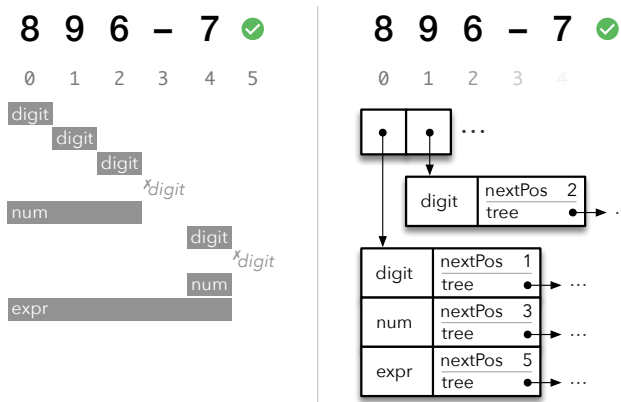 8 9 6 – 7
0 1 2 3 4 5
digit
digit
digit
x digit
num
digit
x digit
num
expr
8 9 6 – 7
0 1 2 3 4
...
digit nextPos 2
tree .
digit nextPos 1
tree ...
num nextPos 3
tree ...
expr nextPos 5
tree ...